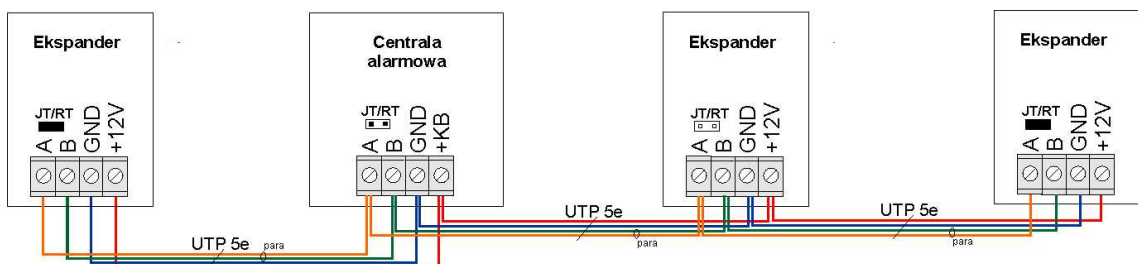 Ekspander
JT/RT
A
B
GND
+12V
Centrala
alarmowa
JT/RT
A
B
GND
+KB
Ekspander
JT/RT
A
B
GND
+12V
Ekspander
JT/RT
A
B
GND
+12V
UTP 5e
para
UTP 5e
para
UTP 5e
para